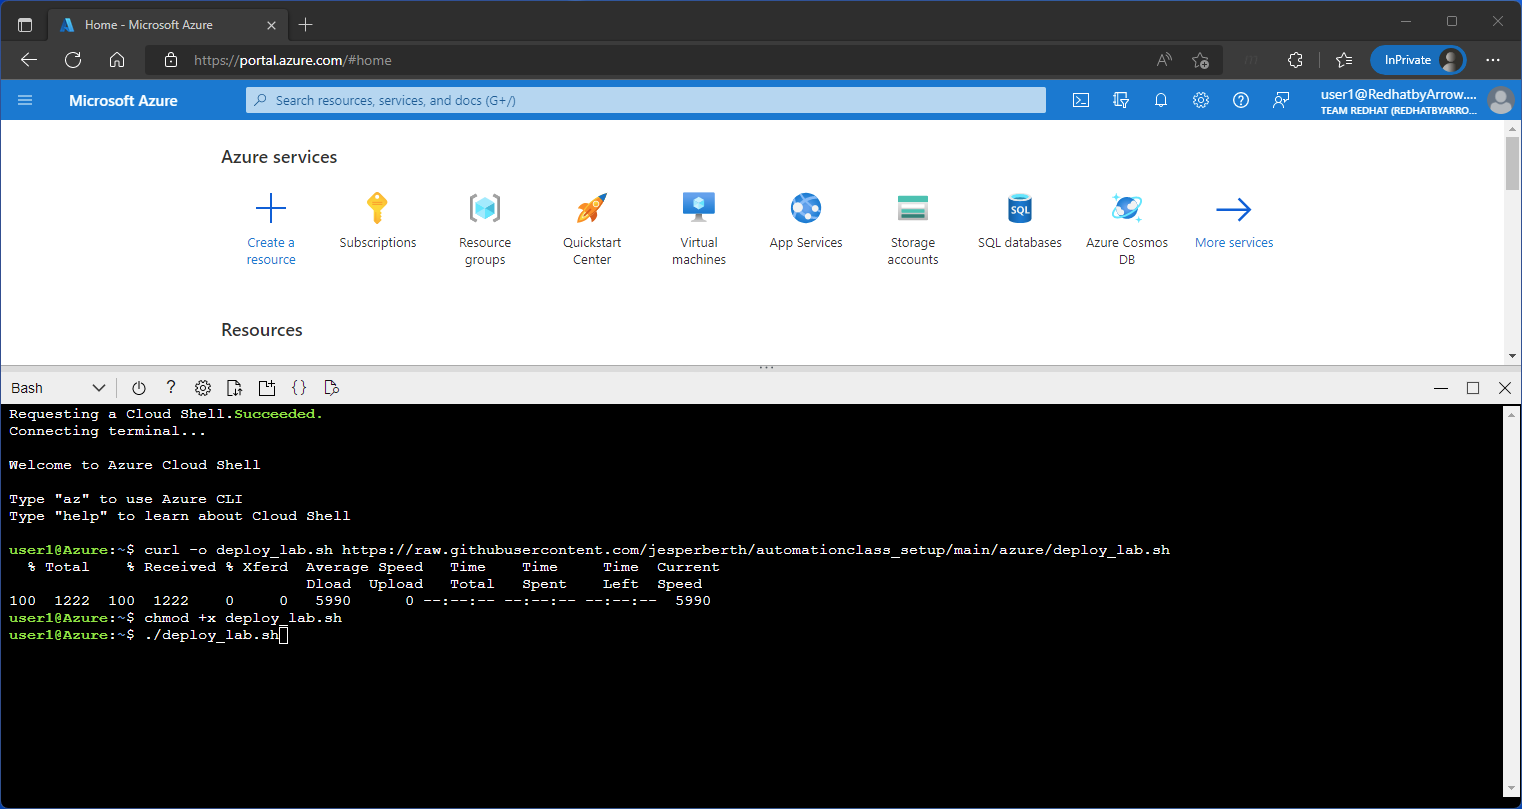 Home - Microsoft Azure
https://portal.azure.com/#home
InPrivate
Microsoft Azure
Search resources, services, and docs (G+/)
user1@RedhatbyArrow....
TEAM REDHAT (REDHATBYARRO...
Azure services
Create a resource
Subscriptions
Resource groups
Quickstart Center
Virtual machines
App Services
Storage accounts
SQL
SQL databases
Azure Cosmos DB
More services
Resources
Bash
Requesting a Cloud Shell.Succeeded.
Connecting terminal...
Welcome to Azure Cloud Shell
Type "az" to use Azure CLI
Type "help" to learn about Cloud Shell
user1@Azure:~$ curl -o deploy_lab.sh https://raw.githubusercontent.com/jesperberth/automationclass_setup/main/azure/deploy_lab.sh
% Total % Received % Xferd Average Speed Time Time Time Current
Dload Upload Total Spent Left Speed
100 1222 100 1222 0 0 5990 0 --:--:-- --:--:-- --:--:-- 5990
user1@Azure:~$ chmod +x deploy_lab.sh
user1@Azure:~$ ./deploy_lab.sh